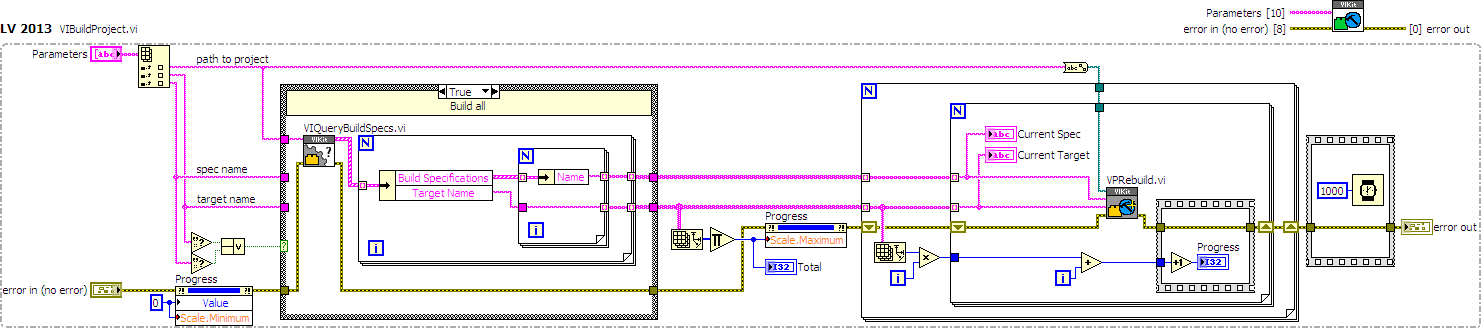 LV 2013 VIBuildProject.vi
VIKit
Parameters [10]
error in (no error) [8]
[0] error out
Parameters
abc
path to project
abc
True
Build all
VIQueryBuildSpecs.vi
VIKit
?
N
N
N
N
Build Specifications
Target Name
Name
i
i
spec name
target name
?
?
V
?
abc
Current Spec
abc
Current Target
VPRebuild.vi
VIKit
1000
error in (no error)
Progress
?! ?!
0
Value
Scale.Minimum
Progress
?! ?!
Scale.Maximum
I32
Total
i
x
i
+
+1
Progress
I32
error out